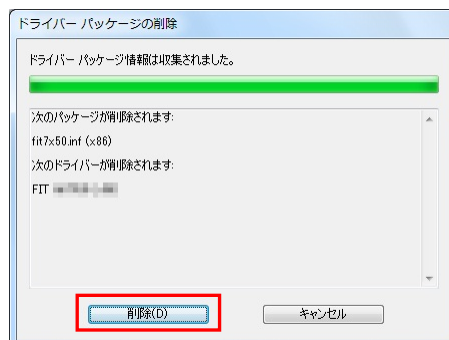 ドライバー パッケージの削除
ドライバー パッケージ情報は収集されました。
次のパッケージが削除されます:
fit7x50.inf (x86)
次のドライバーが削除されます:
FIT
削除(D)
キャンセル